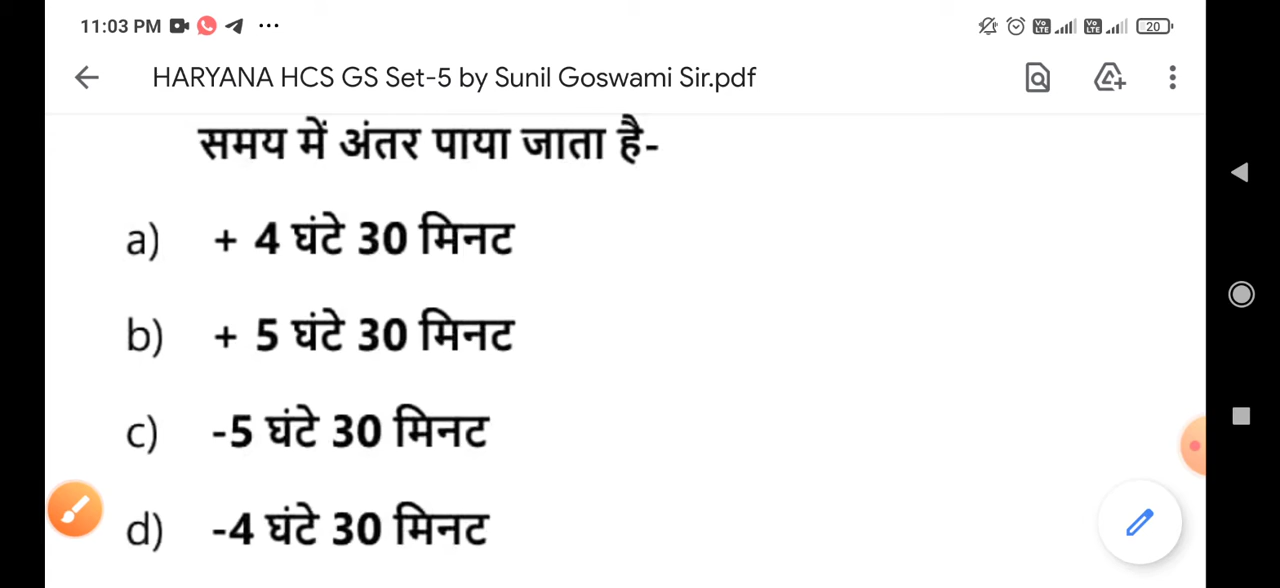 11:03 PM ...
20
HARYANA HCS GS Set-5 by Sunil Goswami Sir.pdf
समय में अंतर पाया जाता है-
a) + 4 घंटे 30 मिनट
b) + 5 घंटे 30 मिनट
c) -5 घंटे 30 मिनट
d) -4 घंटे 30 मिनट